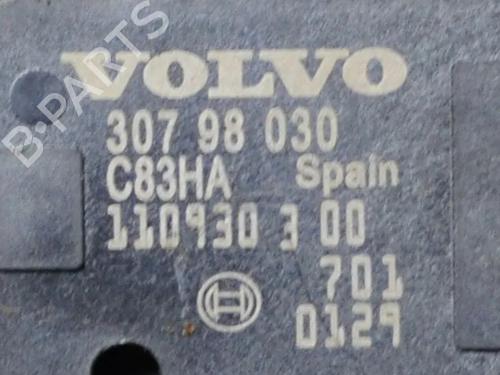 VOLVO
307 98 030
C83HA Spain
110930 3 00
701
0129
B-PARTS